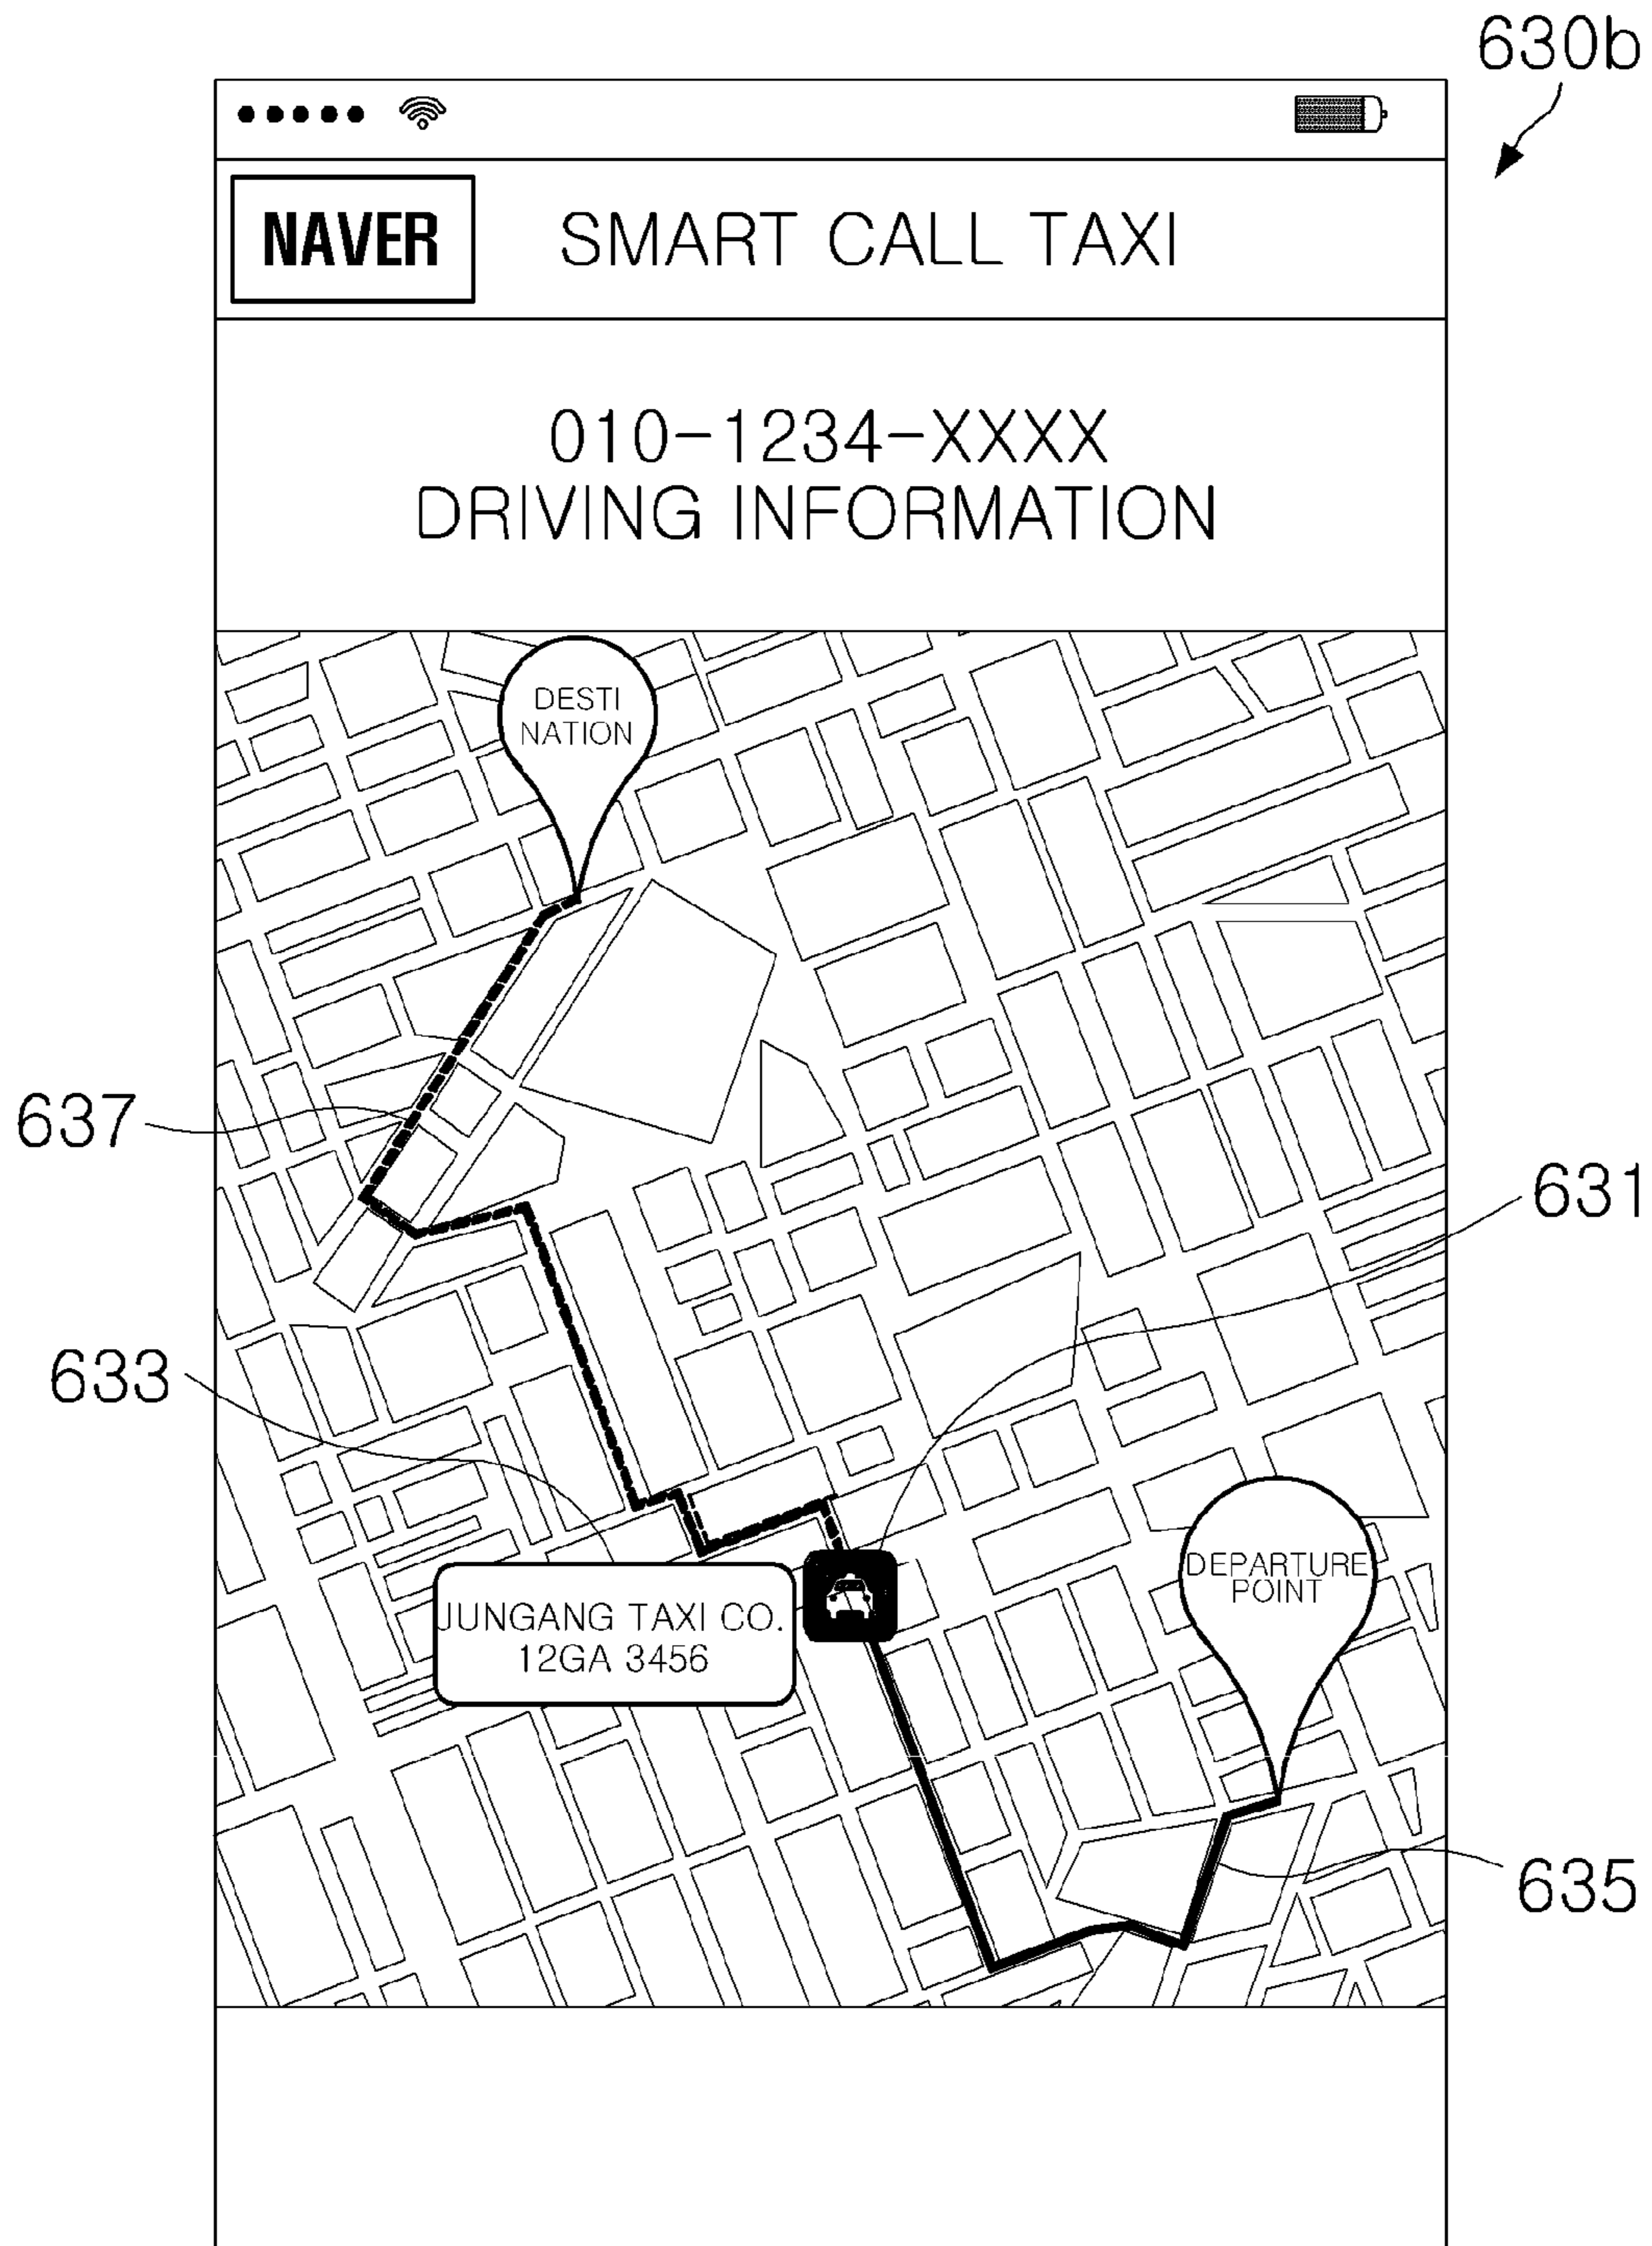 630b
NAVER
SMART CALL TAXI
010-1234-XXXX
DRIVING INFORMATION
DESTI
NATION
637
631
633
DEPARTURE
POINT
JUNGANG TAXI CO.
12GA 3456
635